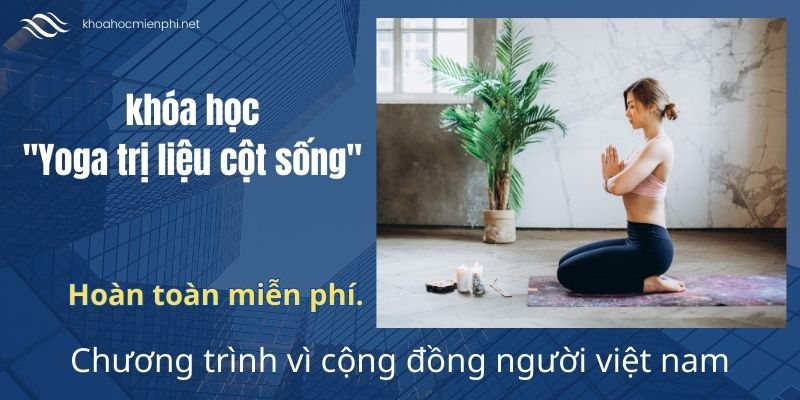 khoahocmienphi.net
khóa học
"Yoga trị liệu cột sống"
Hoàn toàn miễn phí.
Chương trình vì cộng đồng người việt nam